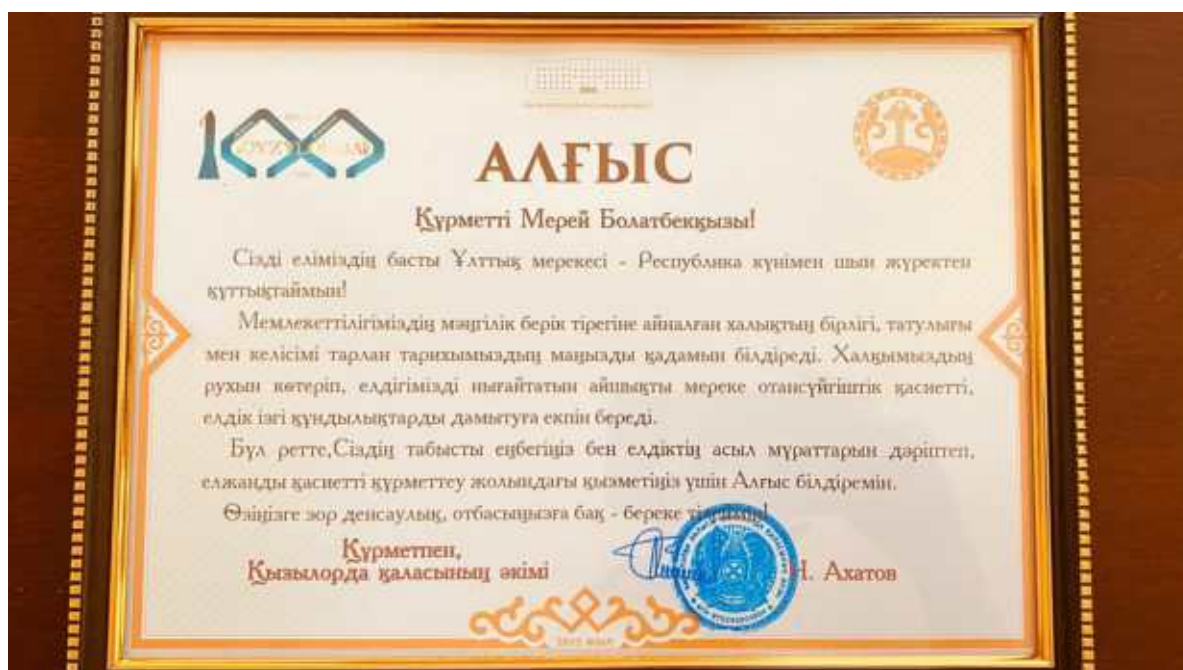 АЛҒЫС
Құрметті Мерей Болатбекқызы!
Сізді еліміздің басты Ұлттық мерекесі - Республика күнімен шын жүректен
құттықтаймын!
Мемлекеттілігіміздің мәңгілік берік тірегіне айналған халықтың бірлігі, татулығы
мен келісімі тарлан тарихымыздың маңызды қадамын білдіреді. Халқымыздың
рухын көтеріп, елдігімізді нығайтатын айшықты мереке отансүйгіштік қасиетті,
елдік ізгі құндылықтарды дамытуға екпін береді.
Бұл ретте,Сіздің табысты еңбегіңіз бен елдіктің асыл мұраттарын дәріптеп,
елжанды қасиетті құрметтеу жолындағы қызметіңіз үшін Алғыс білдіремін.
Өзіңізге зор денсаулық, отбасыңызға бақ - береке
Құрметпен,
Қызылорда қаласының әкімі Н. Ахатов